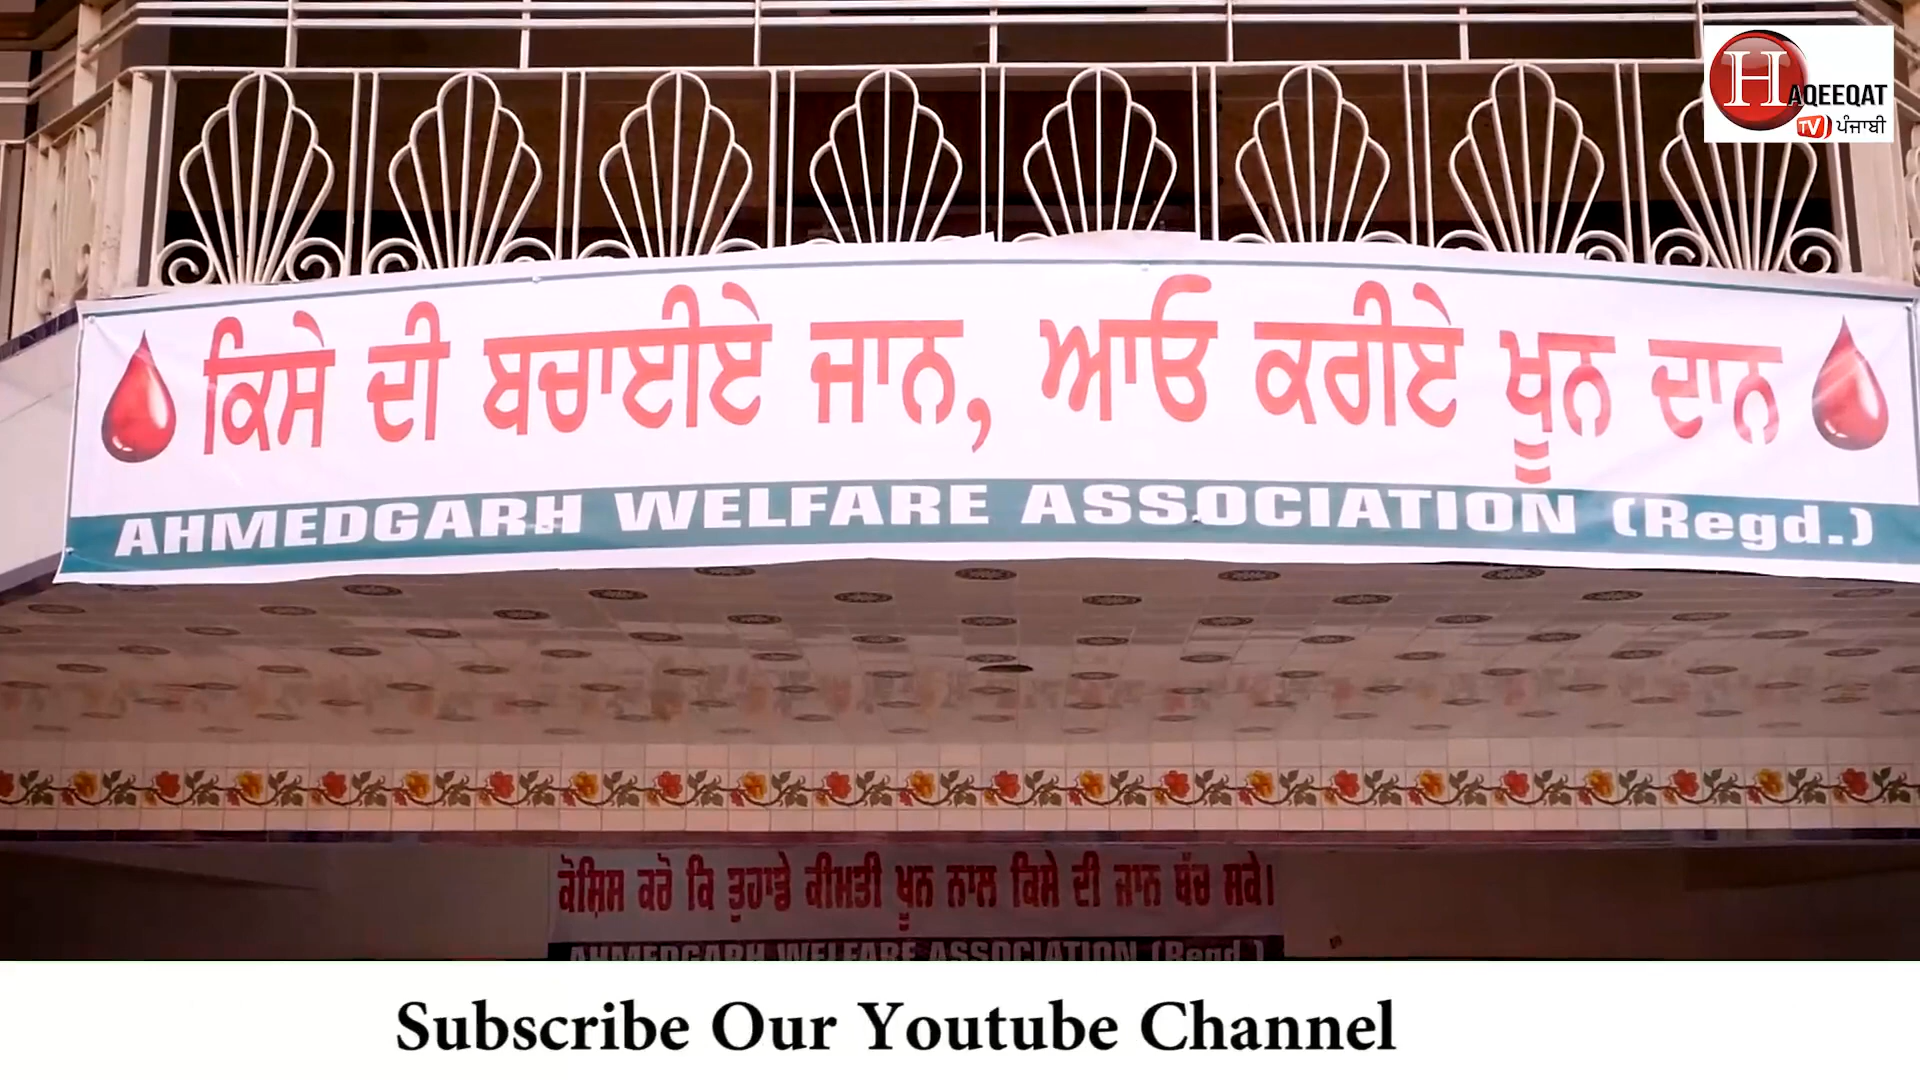 HAQEEQAT
TV ਪੰਜਾਬੀ
ਕਿਸੇ ਦੀ ਬਚਾਈਏ ਜਾਨ, ਆਓ ਕਰੀਏ ਖੂਨ ਦਾਨ
AHMEDGARH WELFARE ASSOCIATION (Regd.)
ਕੋਸ਼ਿਸ ਕਰੋ ਕਿ ਤੁਹਾਡੇ ਕੀਮਤੀ ਖੂਨ ਨਾਲ ਕਿਸੇ ਦੀ ਜਾਨ ਬੱਚ ਸਕੇ।
AHMEDGARH WELFARE ASSOCIATION (Regd.)
Subscribe Our Youtube Channel